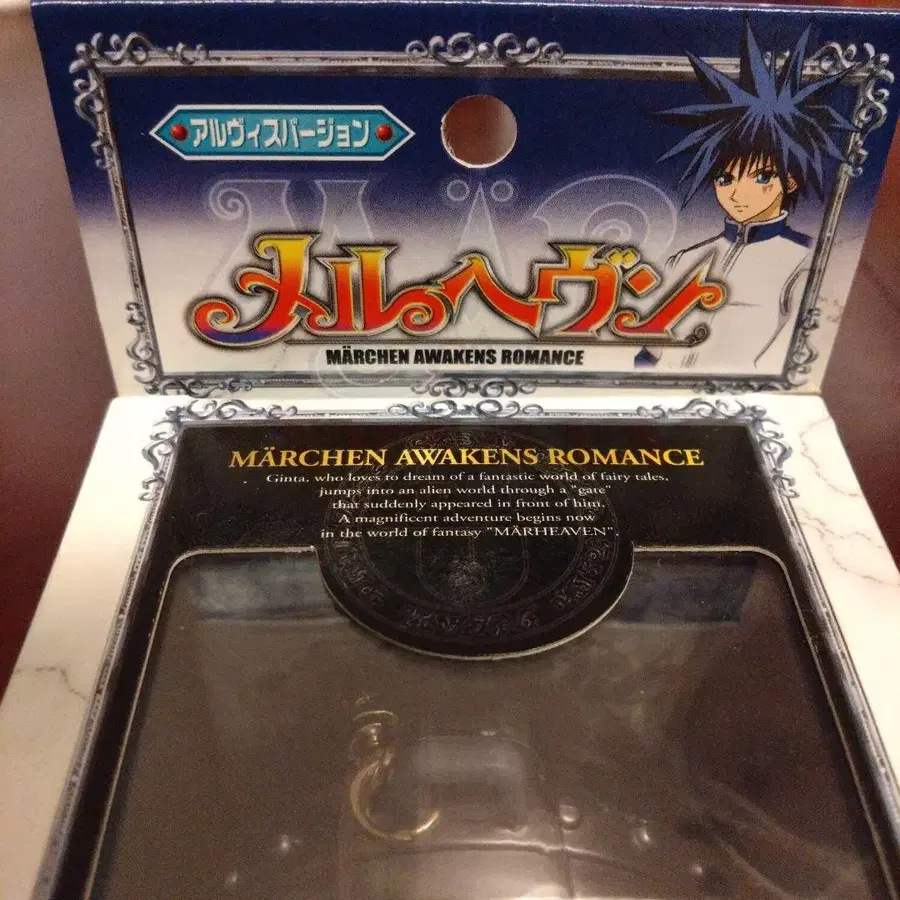 アルヴィスバージョン
MÄR
メルヘヴン
MÄRCHEN AWAKENS ROMANCE
MÄRCHEN AWAKENS ROMANCE
Ginta, who loves to dream of a fantastic world of fairy tales,
jumps into an alien world through a "gate"
that suddenly appeared in front of him.
A magnificent adventure begins now
in the world of fantasy "MÄRHEAVEN".